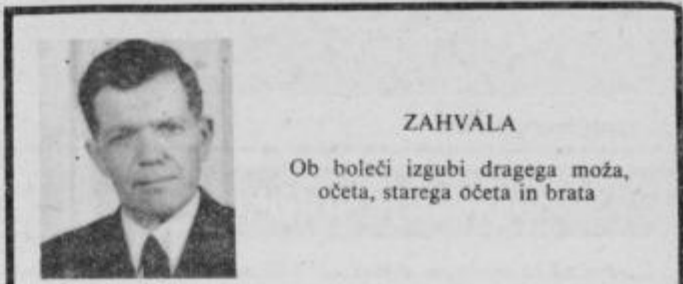 ZAHVALA
Ob boleči izgubi dragega moža,
očeta, starega očeta in brata